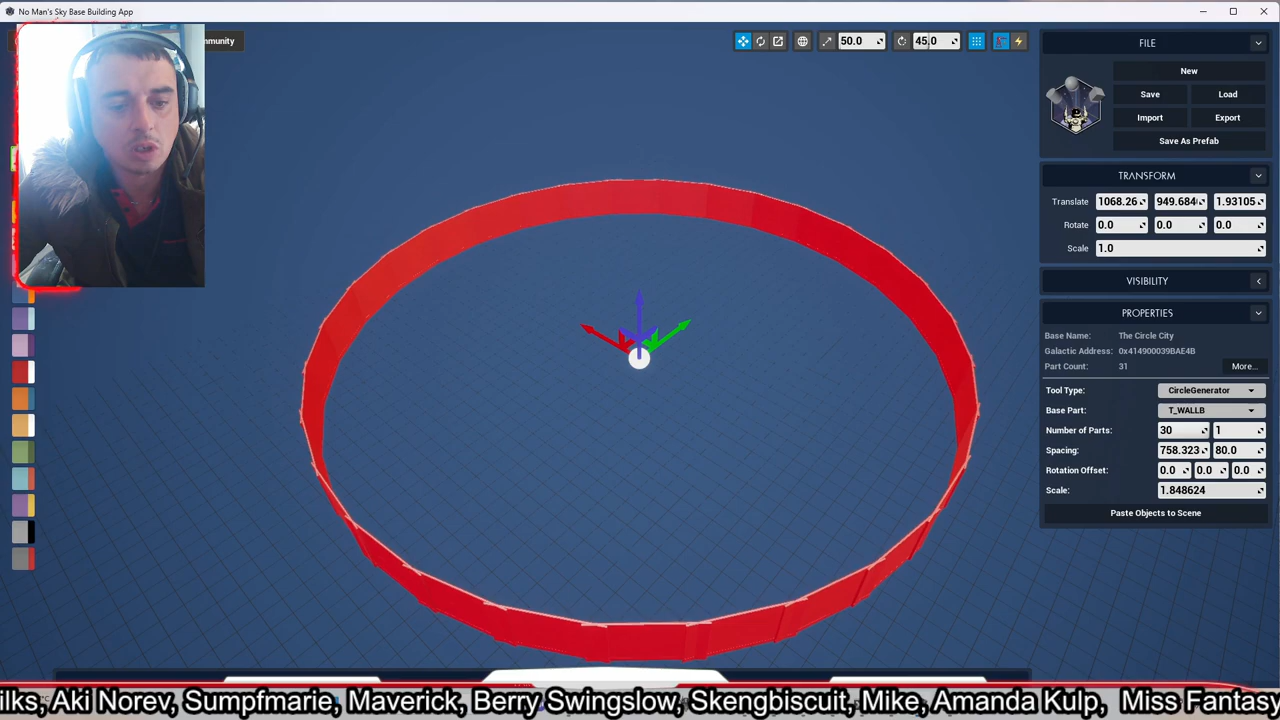 No Man's Sky Base Building App
mmunity
50.0
45.0
FILE
New
Save
Load
Import
Export
Save As Prefab
TRANSFORM
Translate 1068.26 949.684 1.93105
Rotate 0.0 0.0 0.0
Scale 1.0
VISIBILITY
PROPERTIES
Base Name: The Circle City
Galactic Address: 0x414900039BAE4B
Part Count: 31 More...
Tool Type: CircleGenerator
Base Part: T_WALLB
Number of Parts: 30 1
Spacing: 758.323 80.0
Rotation Offset: 0.0 0.0 0.0
Scale: 1.848624
Paste Objects to Scene
ilks, Aki Norev, Sumpfmarie, Maverick, Berry Swingslow, Skengbiscuit, Mike, Amanda Kulp, Miss Fantasy